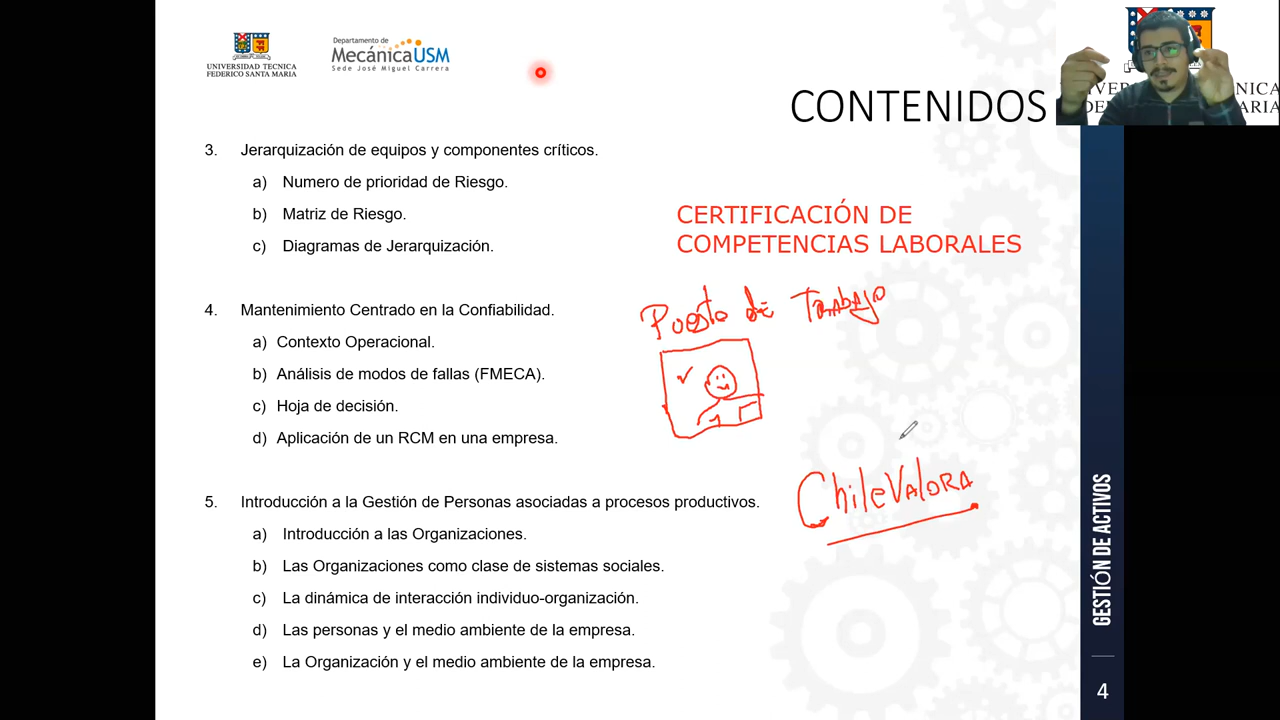 UNIVERSIDAD TECNICA
FEDERICO SANTA MARIA
Departamento de
MecánicaUSM
Sede José Miguel Carrera
CONTENIDOS
3. Jerarquización de equipos y componentes críticos.
a) Numero de prioridad de Riesgo.
b) Matriz de Riesgo.
c) Diagramas de Jerarquización.
CERTIFICACIÓN DE
COMPETENCIAS LABORALES
Puesto de Trabajo
4. Mantenimiento Centrado en la Confiabilidad.
a) Contexto Operacional.
b) Análisis de modos de fallas (FMECA).
c) Hoja de decisión.
d) Aplicación de un RCM en una empresa.
ChileVALORA
5. Introducción a la Gestión de Personas asociadas a procesos productivos.
a) Introducción a las Organizaciones.
b) Las Organizaciones como clase de sistemas sociales.
c) La dinámica de interacción individuo-organización.
d) Las personas y el medio ambiente de la empresa.
e) La Organización y el medio ambiente de la empresa.
GESTIÓN DE ACTIVOS
4